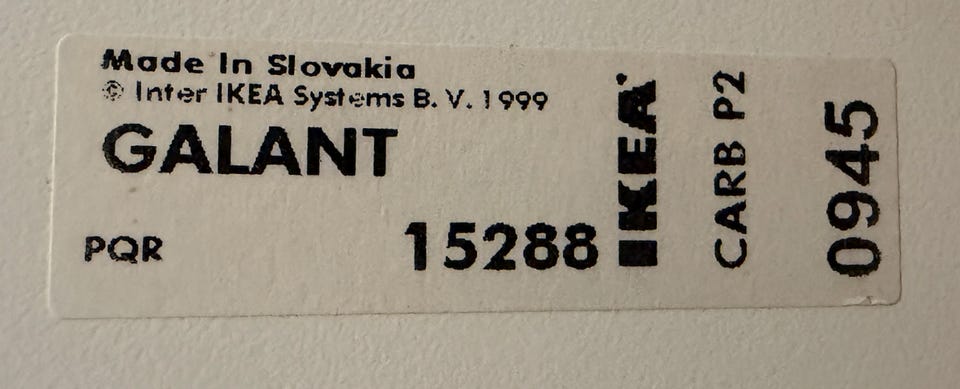 Made In Slovakia
© Inter IKEA Systems B. V. 1999
GALANT
PQR
15288
IKEA
CARB P2
0945